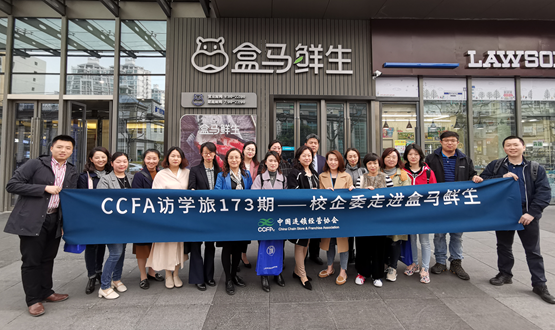 盒马鲜生
LAWSON
盒马鲜生
CCFA访学旅173期——校企委走进盒马鲜生
CCFA
中国连锁经营协会
China Chain Store & Franchise Association